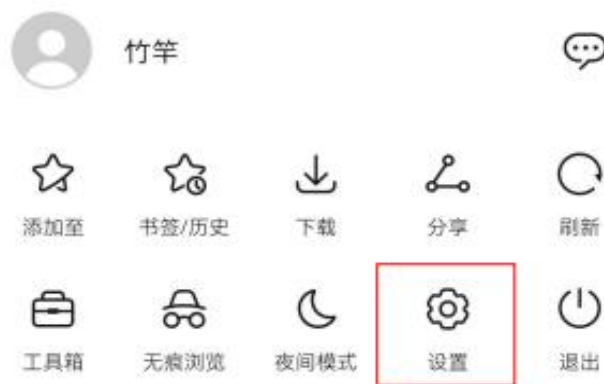 竹竿
添加至 书签/历史 下载 分享 刷新
工具箱 无痕浏览 夜间模式 设置 退出